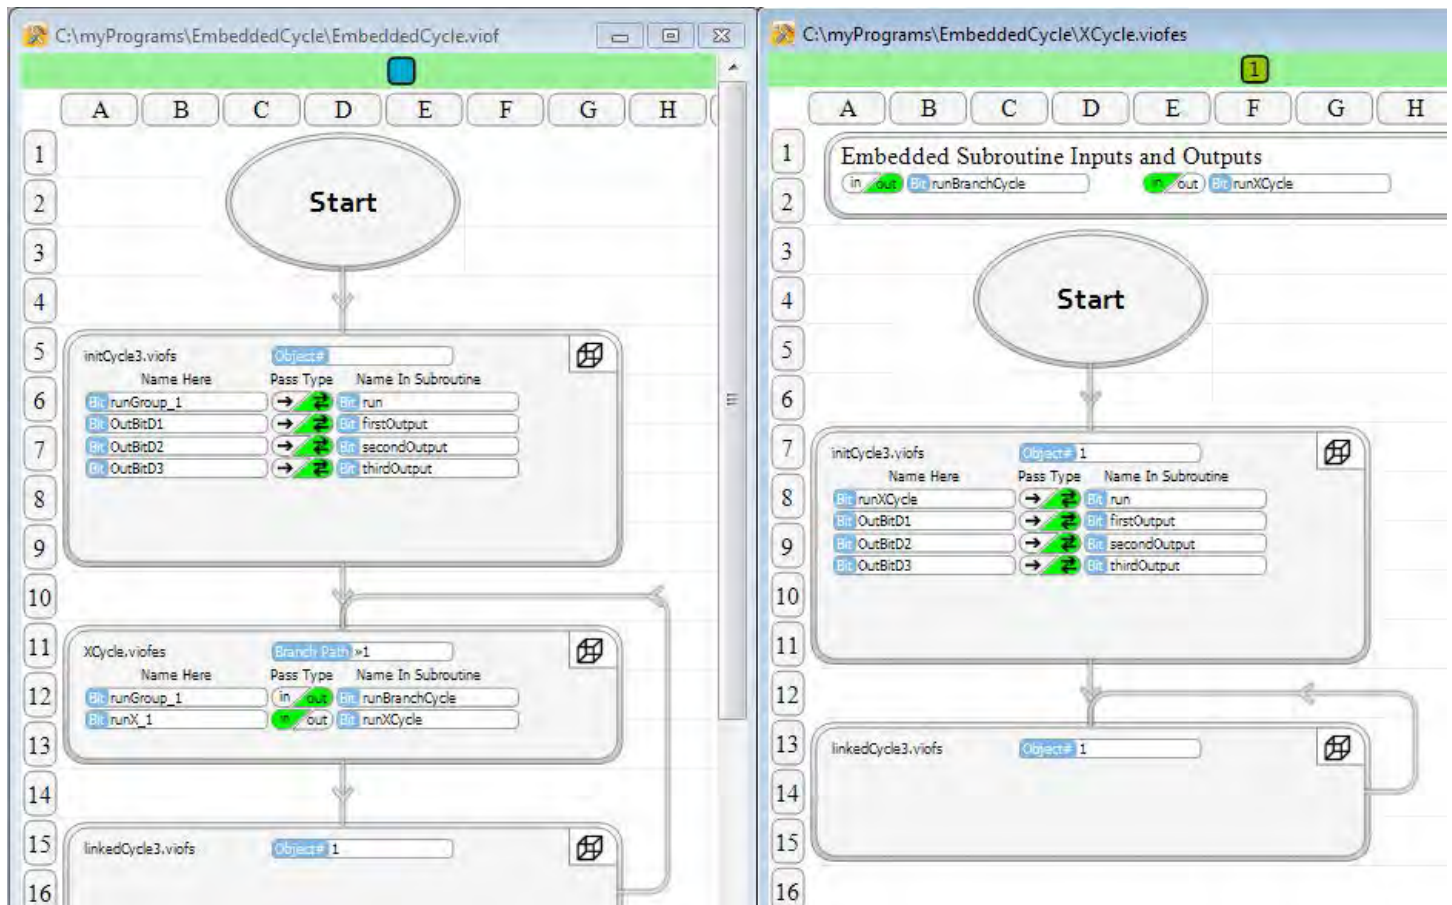 C:\myPrograms\EmbeddedCycle\EmbeddedCycle.viof
A B C D E F G H
1
2
Start
3
4
5
initCycle3.viofs Object#
Name Here Pass Type Name In Subroutine
6
Bit runGroup_1 Bit run
Bit OutBitD1 Bit firstOutput
7
Bit OutBitD2 Bit secondOutput
Bit OutBitD3 Bit thirdOutput
8
9
10
11
XCycle.viofes Branch Path »1
Name Here Pass Type Name In Subroutine
12
Bit runGroup_1 in out Bit runBranchCycle
Bit runX_1 in out Bit runXCycle
13
14
15
linkedCycle3.viofs Object# 1
16
C:\myPrograms\EmbeddedCycle\XCycle.viofes
1
A B C D E F G H
1
Embedded Subroutine Inputs and Outputs
in out Bit runBranchCycle in out Bit runXCycle
2
3
4
Start
5
6
7
initCycle3.viofs Object# 1
Name Here Pass Type Name In Subroutine
8
Bit runXCycle Bit run
Bit OutBitD1 Bit firstOutput
9
Bit OutBitD2 Bit secondOutput
Bit OutBitD3 Bit thirdOutput
10
11
12
13
linkedCycle3.viofs Object# 1
14
15
16